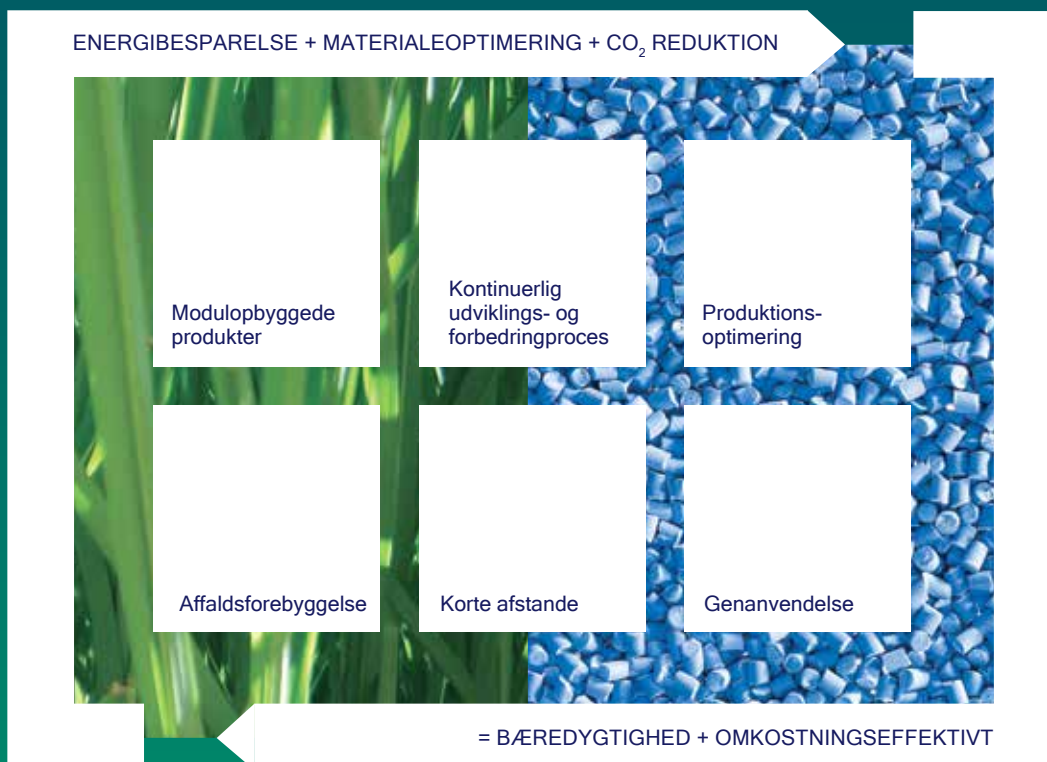 ENERGIBESPARELSE + MATERIALEOPTIMERING + CO₂ REDUKTION
Modulopbyggede
produkter
Kontinuerlig
udviklings- og
forbedringproces
Produktions-
optimering
Affaldsforebyggelse
Korte afstande
Genanvendelse
= BÆREDYGTIGHED + OMKOSTNINGSEFFEKTIVT